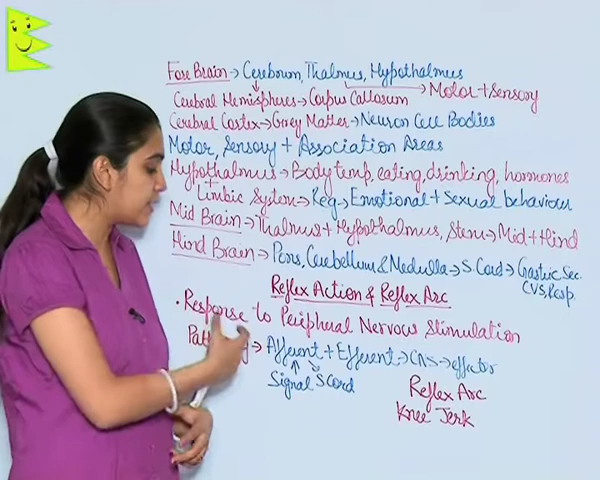 Fore Brain → Cerebrum, Thalmus, Hypothalmus
→ Motor + Sensory
Cerebral Hemispheres → Corpus Callosum
Cerebral Cortex → Grey Matter → Neuron Cell Bodies
Motor, Sensory + Association Areas
Hypothalmus → Body temp, eating, drinking, hormones
+ Limbic System → Reg → Emotional + Sexual behaviour
Mid Brain → Thalmus + Hypothalmus, Stem → Mid + Hind
Hind Brain → Pons, Cerebellum & Medulla → S. Cord → Gastric Sec
CVS, Resp.
Reflex Action & Reflex Arc
• Response to Peripheral Nervous Stimulation
→ Afferent + Efferent → CNS → effector
Signal S Cord
Reflex Arc
Knee Jerk